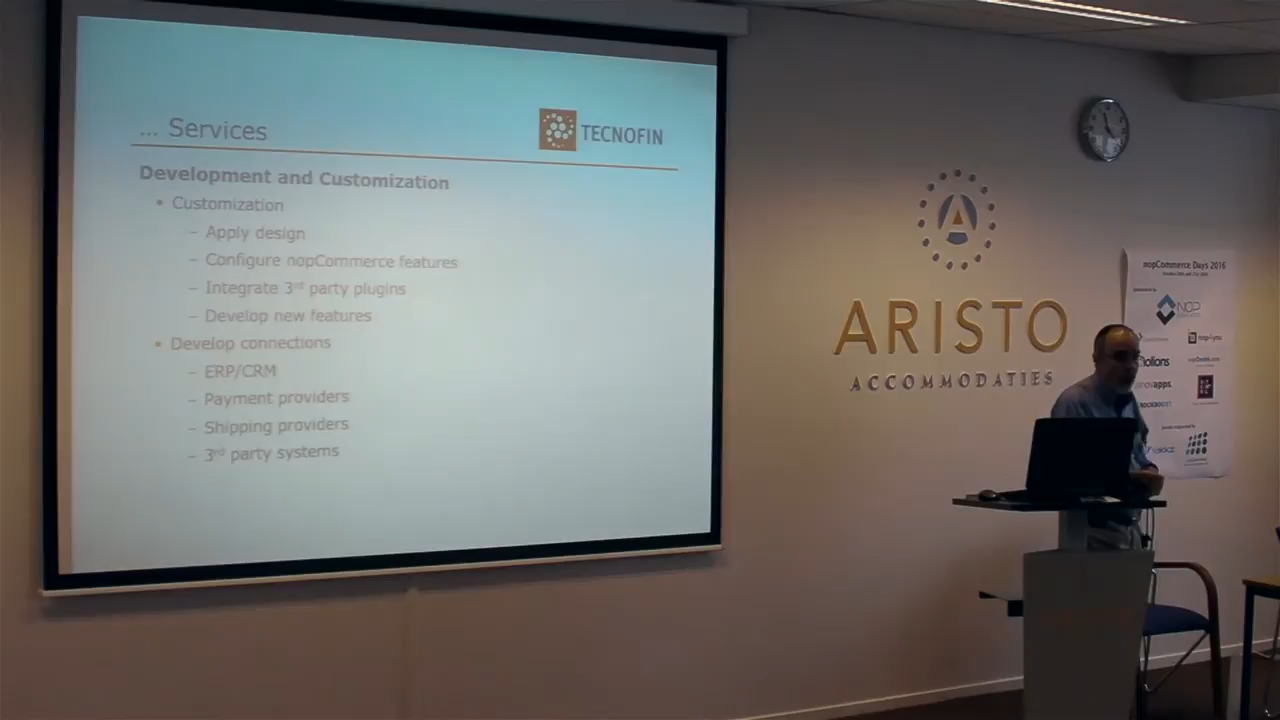 ... Services
TECNOFIN
Development and Customization
• Customization
– Apply design
– Configure nopCommerce features
– Integrate 3rd party plugins
– Develop new features
• Develop connections
– ERP/CRM
– Payment providers
– Shipping providers
– 3rd party systems
A
ARISTO
ACCOMMODATIES
nopCommerce Days 2016
NOP